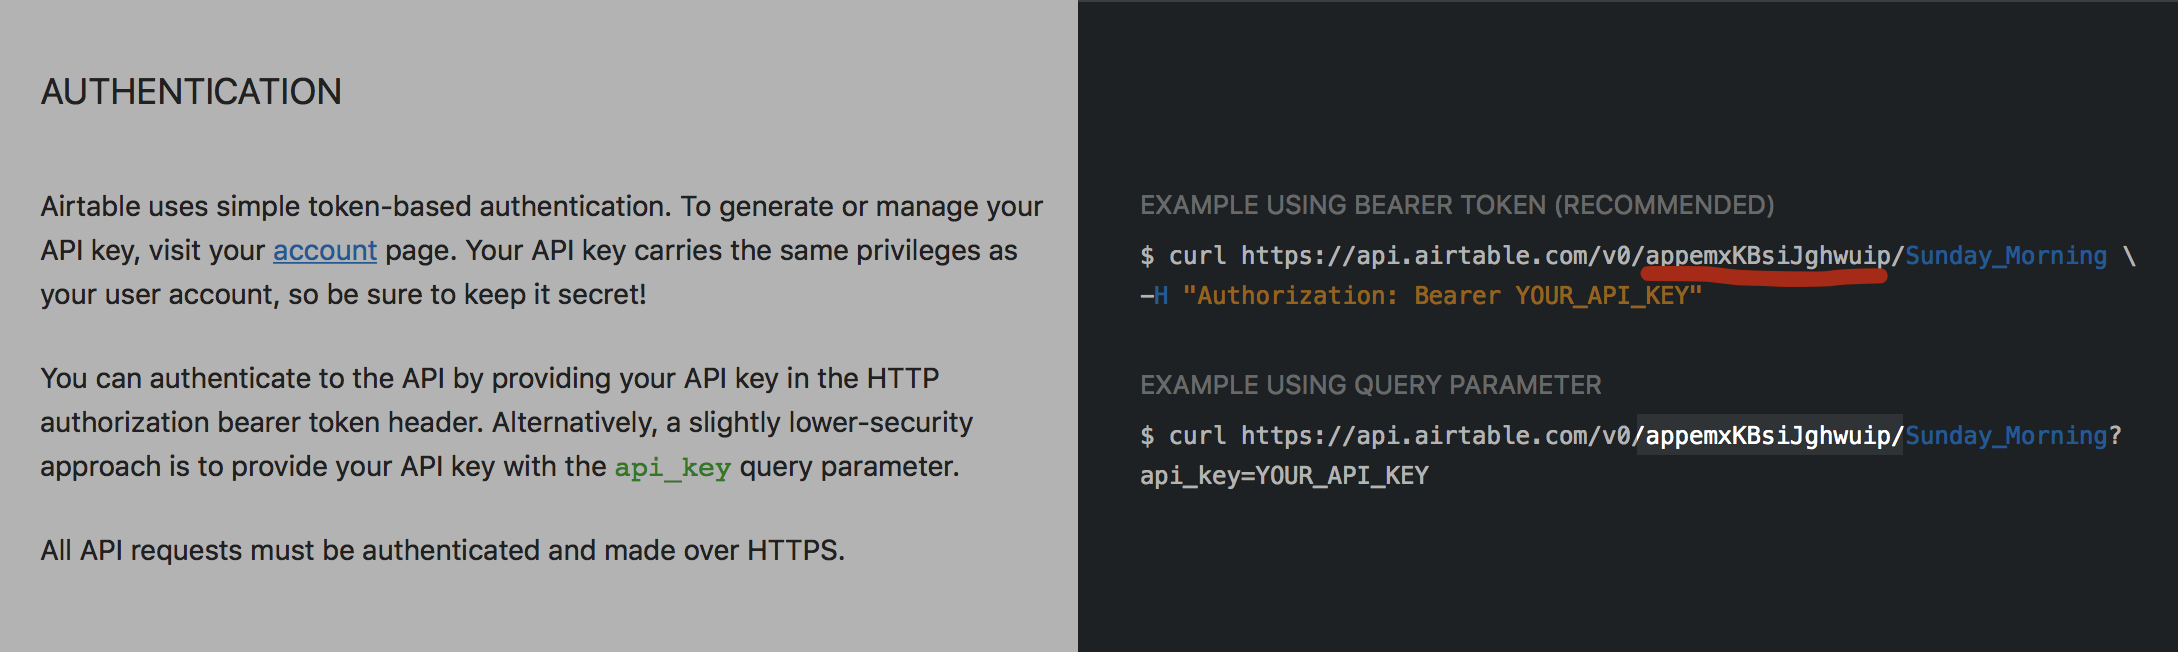 AUTHENTICATION
Airtable uses simple token-based authentication. To generate or manage your
API key, visit your account page. Your API key carries the same privileges as
your user account, so be sure to keep it secret!
You can authenticate to the API by providing your API key in the HTTP
authorization bearer token header. Alternatively, a slightly lower-security
approach is to provide your API key with the api_key query parameter.
All API requests must be authenticated and made over HTTPS.
EXAMPLE USING BEARER TOKEN (RECOMMENDED)
$ curl https://api.airtable.com/v0/appemxKBsiJghwuip/Sunday_Morning \
-H "Authorization: Bearer YOUR_API_KEY"
EXAMPLE USING QUERY PARAMETER
$ curl https://api.airtable.com/v0/appemxKBsiJghwuip/Sunday_Morning?
api_key=YOUR_API_KEY